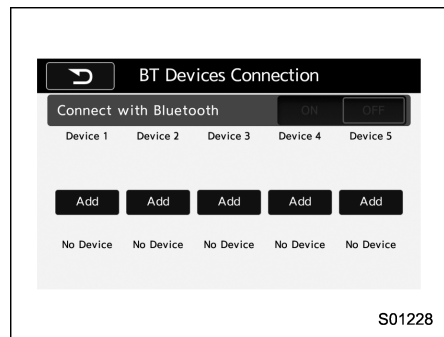 BT Devices Connection
Connect with Bluetooth ON OFF
Device 1 Device 2 Device 3 Device 4 Device 5
Add Add Add Add Add
No Device No Device No Device No Device No Device
S01228